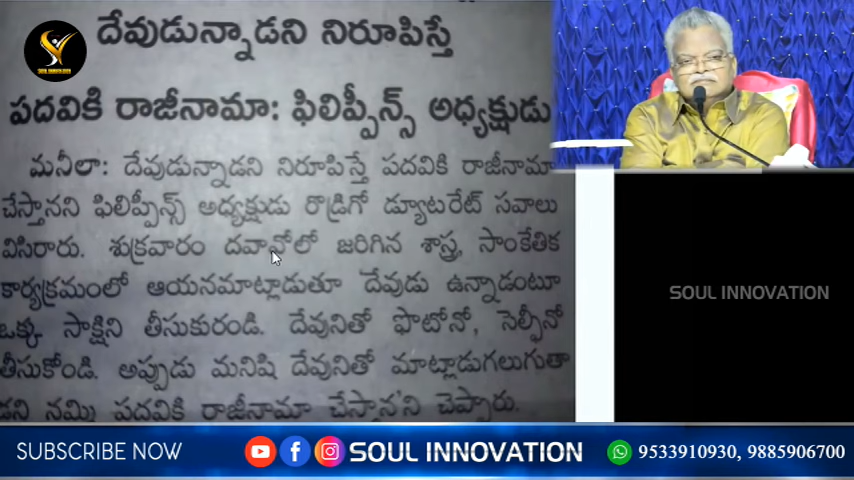 దేవుడున్నాడని నిరూపిస్తే
పదవికి రాజీనామా: ఫిలిప్పీన్స్ అధ్యక్షుడు
మనీలా: దేవుడున్నాడని నిరూపిస్తే పదవికి రాజీనామా
చేస్తానని ఫిలిప్పీన్స్ అధ్యక్షుడు రొడ్రిగో డ్యూటరేట్ సవాలు
విసిరారు. శుక్రవారం దవావోలో జరిగిన శాస్త్ర, సాంకేతిక
కార్యక్రమంలో ఆయనమాట్లాడుతూ 'దేవుడు ఉన్నాడంటూ
ఒక్క సాక్షిని తీసుకురండి. దేవునితో ఫొటోనో, సెల్ఫీనో
తీసుకోండి. అప్పుడు మనిషి దేవునితో మాట్లాడుగలుగుతా
డని నమ్మి పదవికి రాజీనామా చేస్తాన'ని చెప్పారు.
SOUL INNOVATION
SUBSCRIBE NOW
SOUL INNOVATION
9533910930, 9885906700